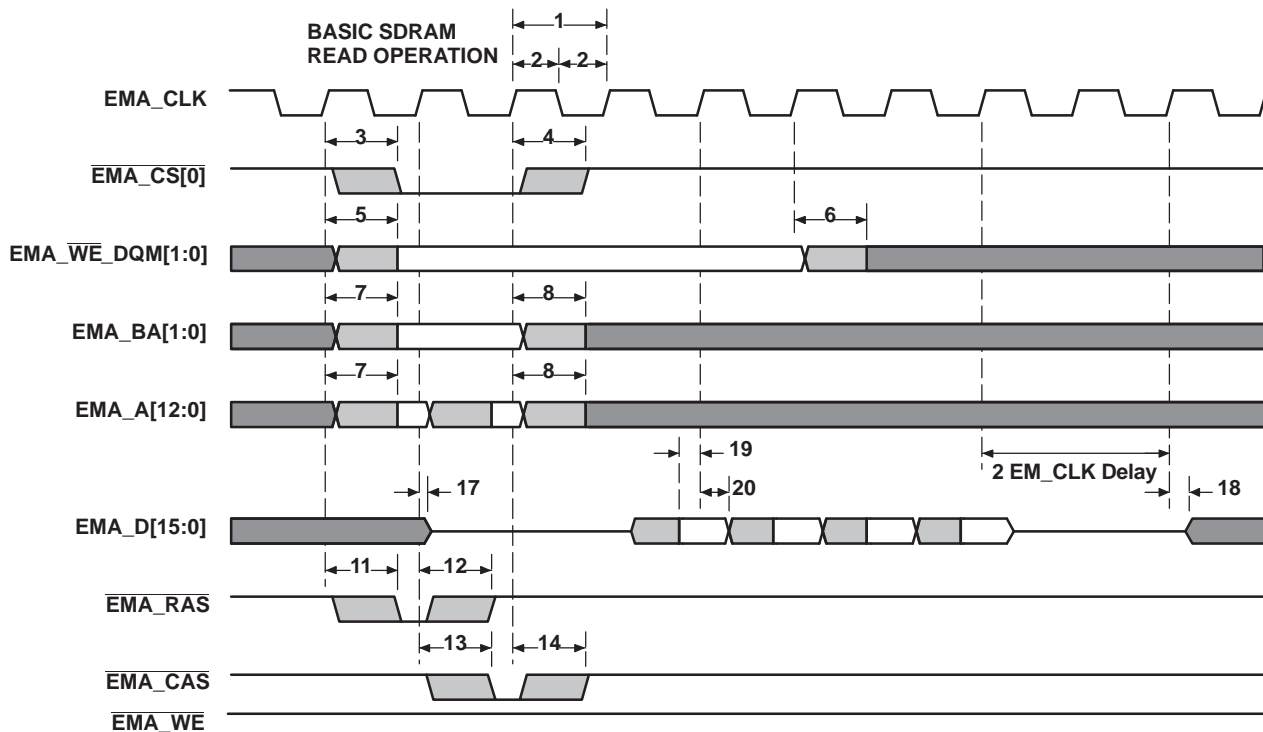 BASIC SDRAM
READ OPERATION
1
2 2
EMA_CLK
3 4
EMA_CS[0]
5 6
EMA_WE_DQM[1:0]
7 8
EMA_BA[1:0]
7 8
EMA_A[12:0]
19
2 EM_CLK Delay
17 20 18
EMA_D[15:0]
11 12
EMA_RAS
13 14
EMA_CAS
EMA_WE